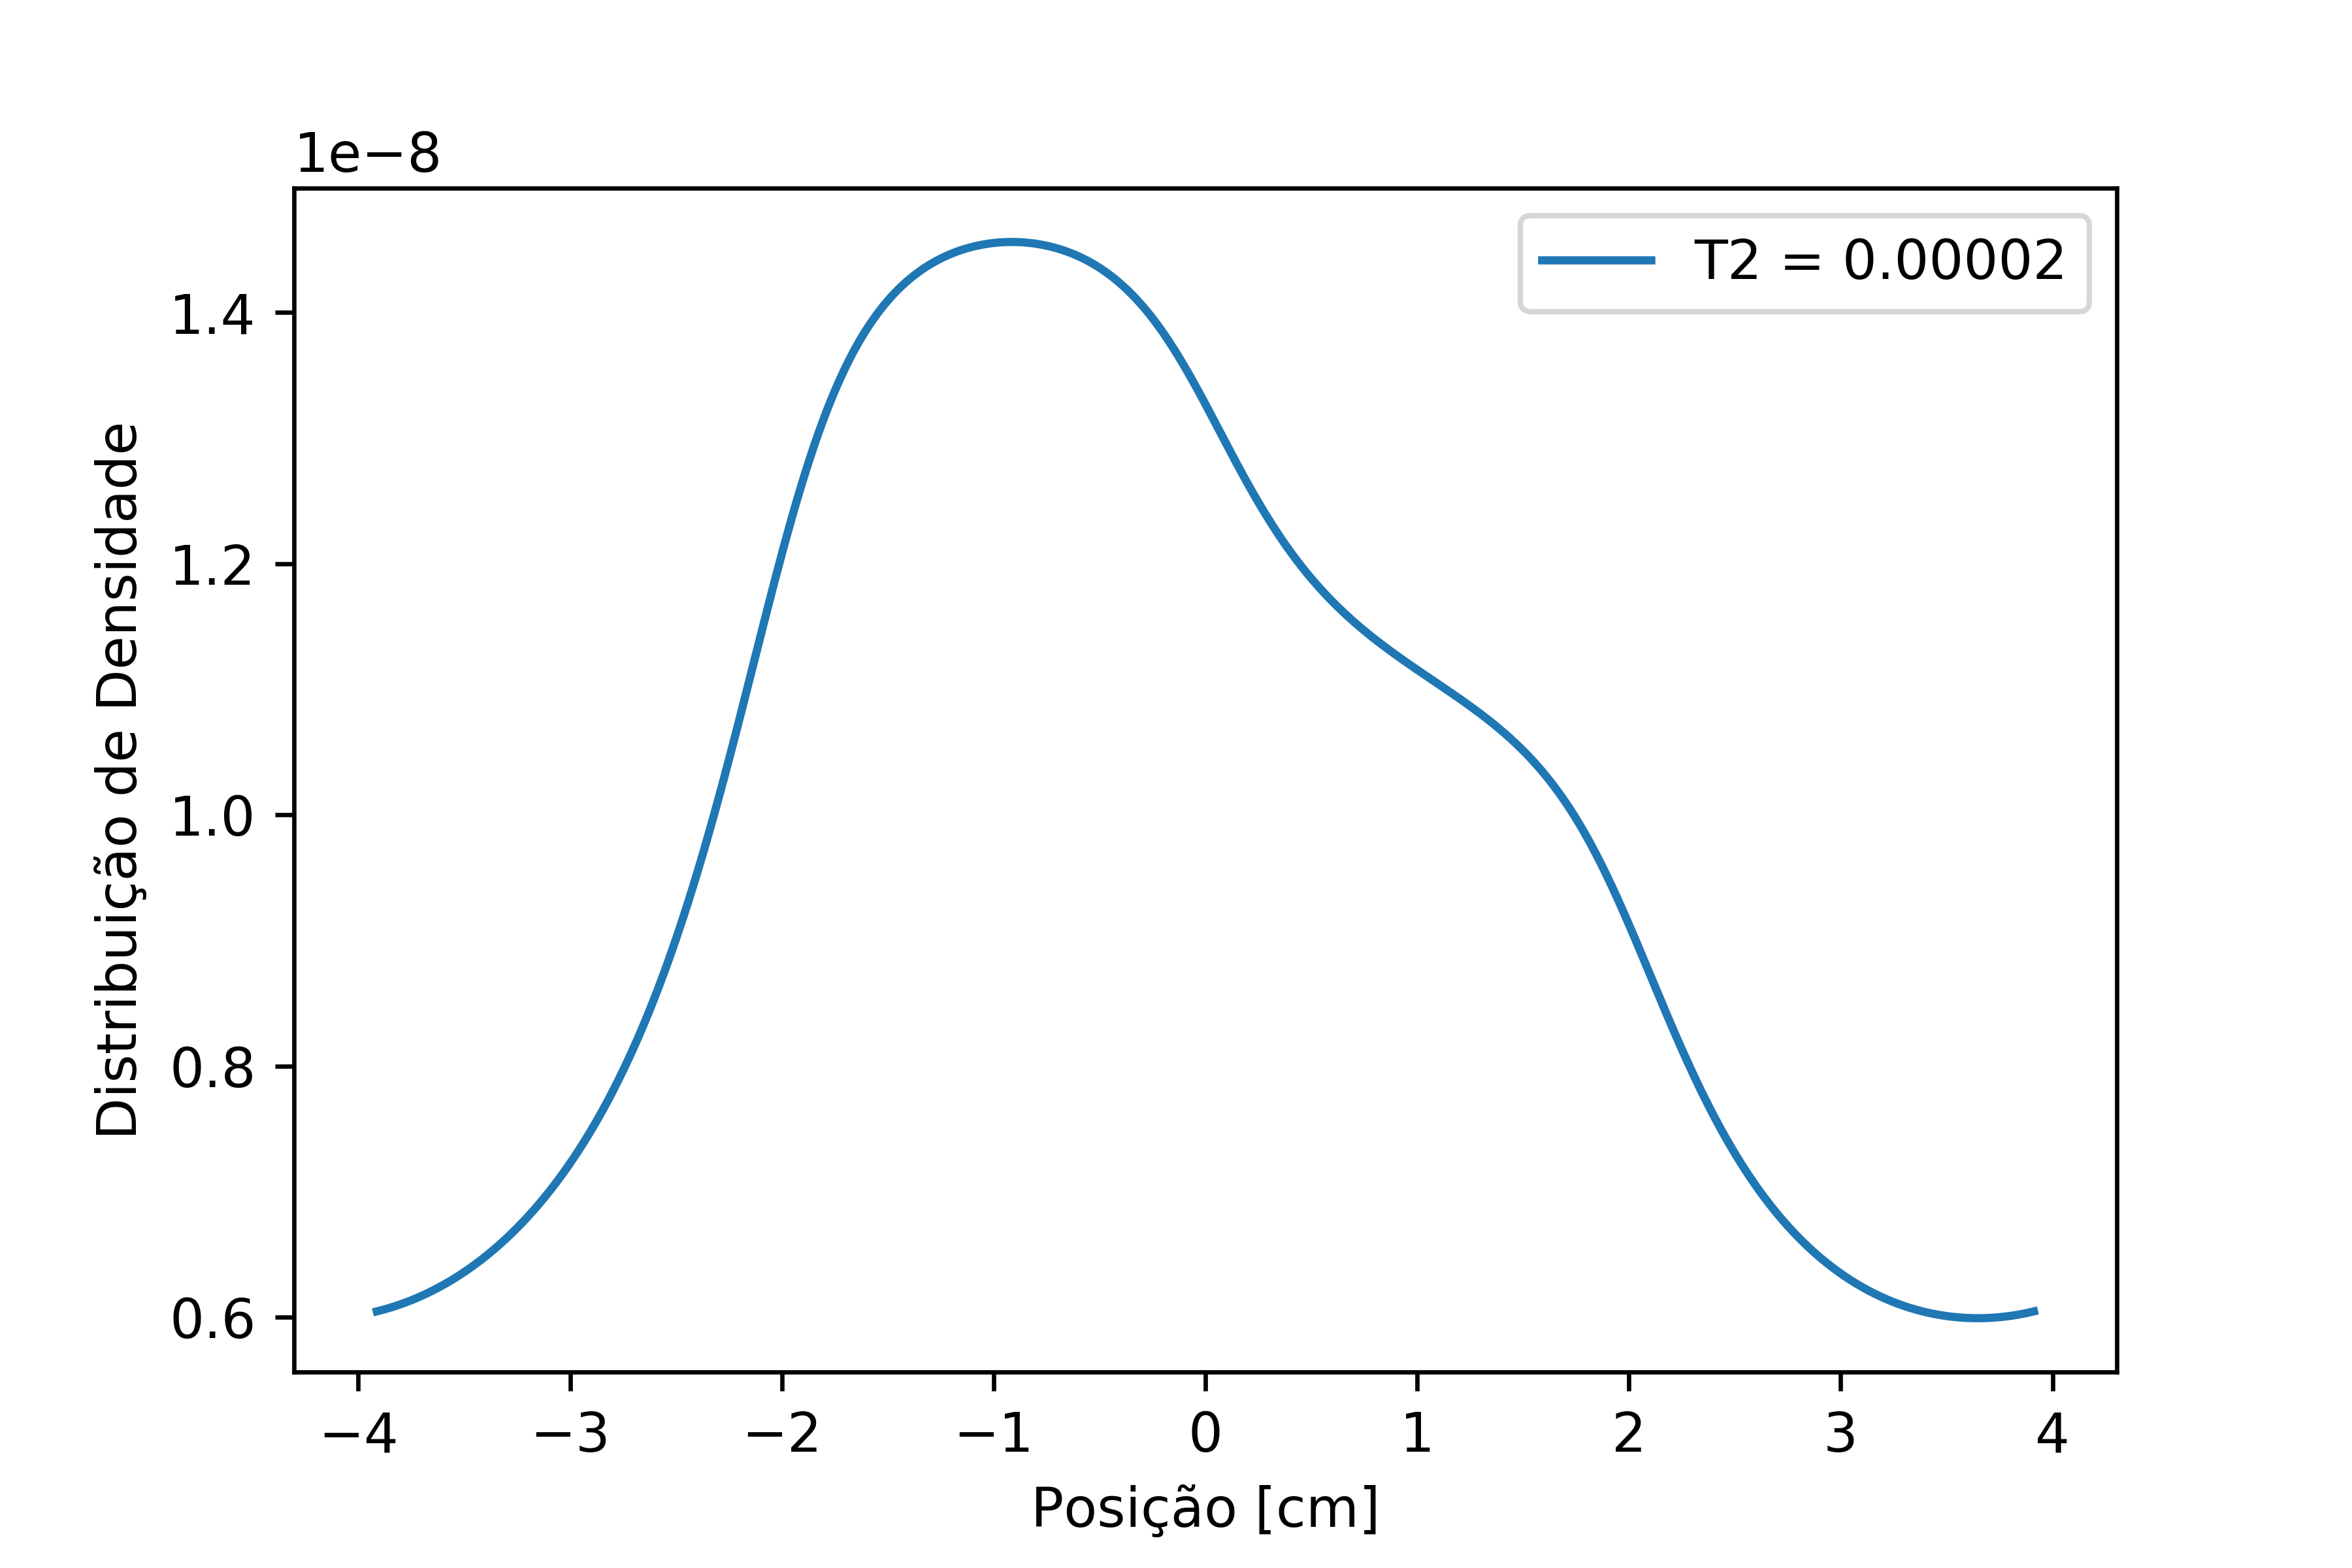 1e−8
T2 = 0.00002
Distribuição de Densidade
1.4
1.2
1.0
0.8
0.6
−4 −3 −2 −1 0 1 2 3 4
Posição [cm]